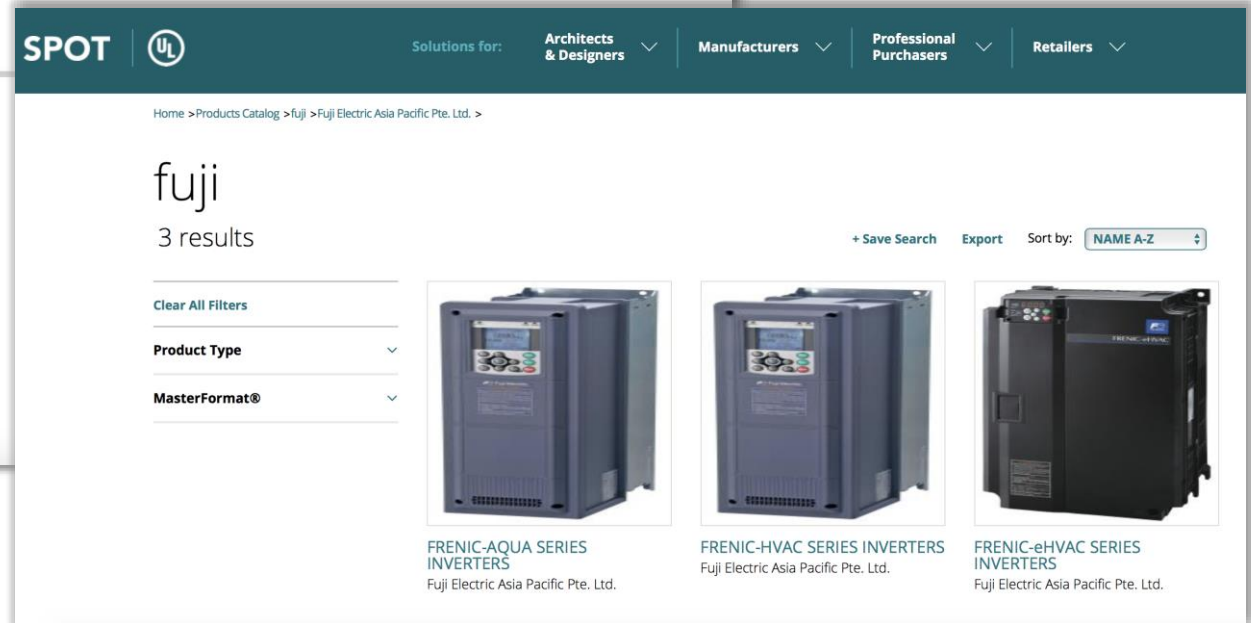 SPOT
UL
Solutions for:
Architects
& Designers
Manufacturers
Professional
Purchasers
Retailers
Home >Products Catalog >fuji >Fuji Electric Asia Pacific Pte. Ltd. >
fuji
3 results
+ Save Search Export Sort by: NAME A-Z
Clear All Filters
Product Type
MasterFormat®
FRENIC-eHVAC
FRENIC-AQUA SERIES
INVERTERS
Fuji Electric Asia Pacific Pte. Ltd.
FRENIC-HVAC SERIES INVERTERS
Fuji Electric Asia Pacific Pte. Ltd.
FRENIC-eHVAC SERIES
INVERTERS
Fuji Electric Asia Pacific Pte. Ltd.